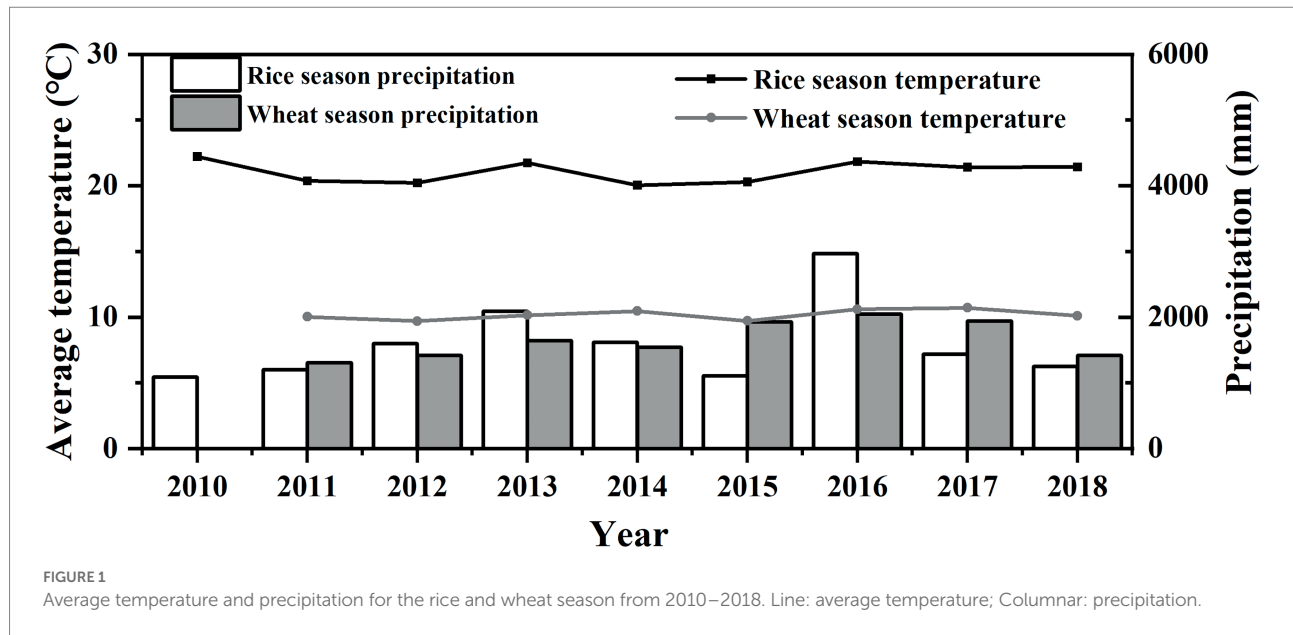 Average temperature (°C)
30
20
10
0
Rice season precipitation
Wheat season precipitation
Rice season temperature
Wheat season temperature
6000
4000
2000
0
Precipitation (mm)
2010 2011 2012 2013 2014 2015 2016 2017 2018
Year
FIGURE 1
Average temperature and precipitation for the rice and wheat season from 2010–2018. Line: average temperature; Columnar: precipitation.